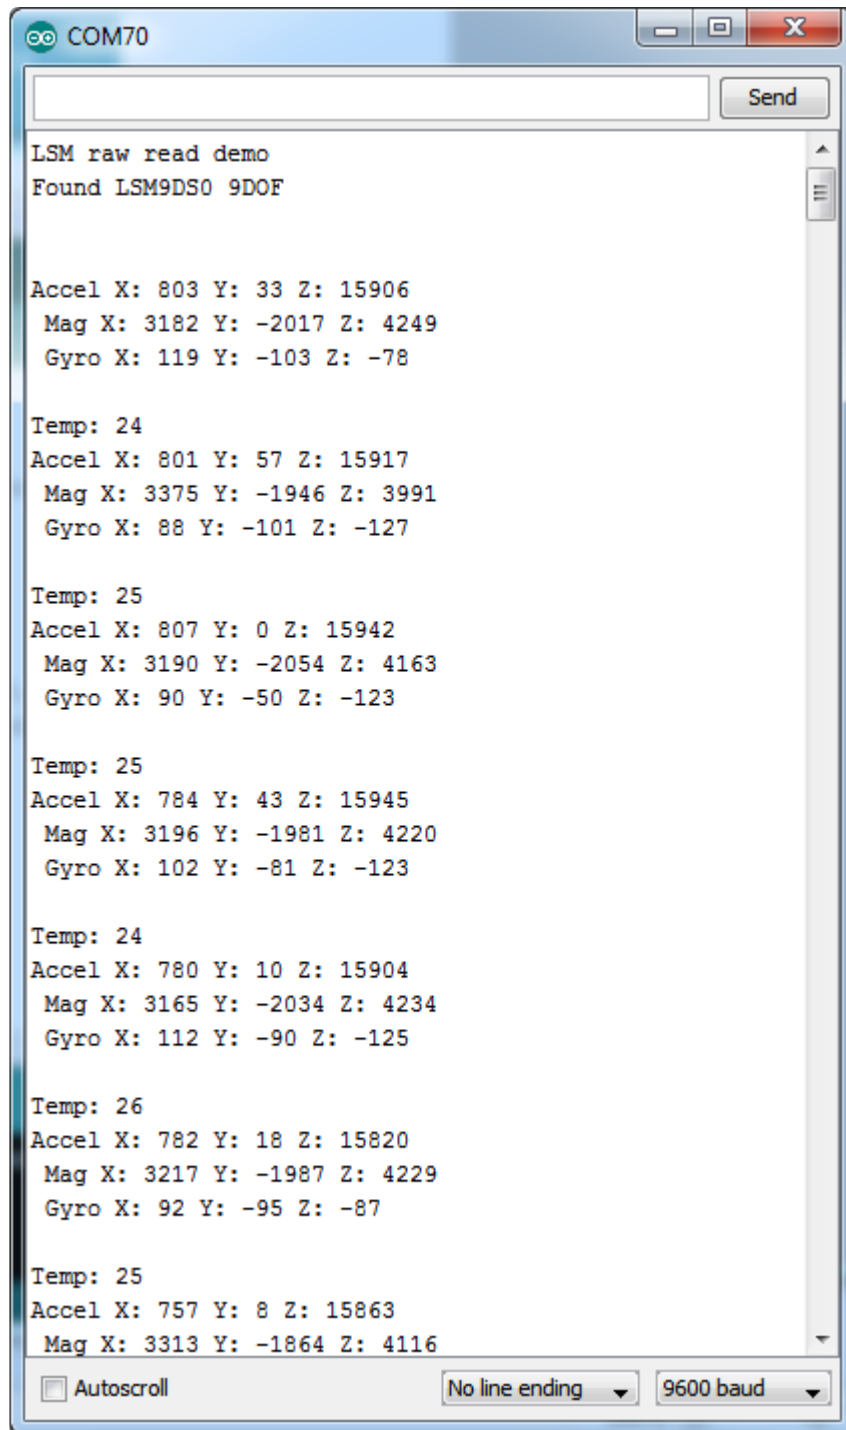 COM70
Send
LSM raw read demo
Found LSM9DS0 9DOF
Accel X: 803 Y: 33 Z: 15906
Mag X: 3182 Y: -2017 Z: 4249
Gyro X: 119 Y: -103 Z: -78
Temp: 24
Accel X: 801 Y: 57 Z: 15917
Mag X: 3375 Y: -1946 Z: 3991
Gyro X: 88 Y: -101 Z: -127
Temp: 25
Accel X: 807 Y: 0 Z: 15942
Mag X: 3190 Y: -2054 Z: 4163
Gyro X: 90 Y: -50 Z: -123
Temp: 25
Accel X: 784 Y: 43 Z: 15945
Mag X: 3196 Y: -1981 Z: 4220
Gyro X: 102 Y: -81 Z: -123
Temp: 24
Accel X: 780 Y: 10 Z: 15904
Mag X: 3165 Y: -2034 Z: 4234
Gyro X: 112 Y: -90 Z: -125
Temp: 26
Accel X: 782 Y: 18 Z: 15820
Mag X: 3217 Y: -1987 Z: 4229
Gyro X: 92 Y: -95 Z: -87
Temp: 25
Accel X: 757 Y: 8 Z: 15863
Mag X: 3313 Y: -1864 Z: 4116
Autoscroll No line ending 9600 baud